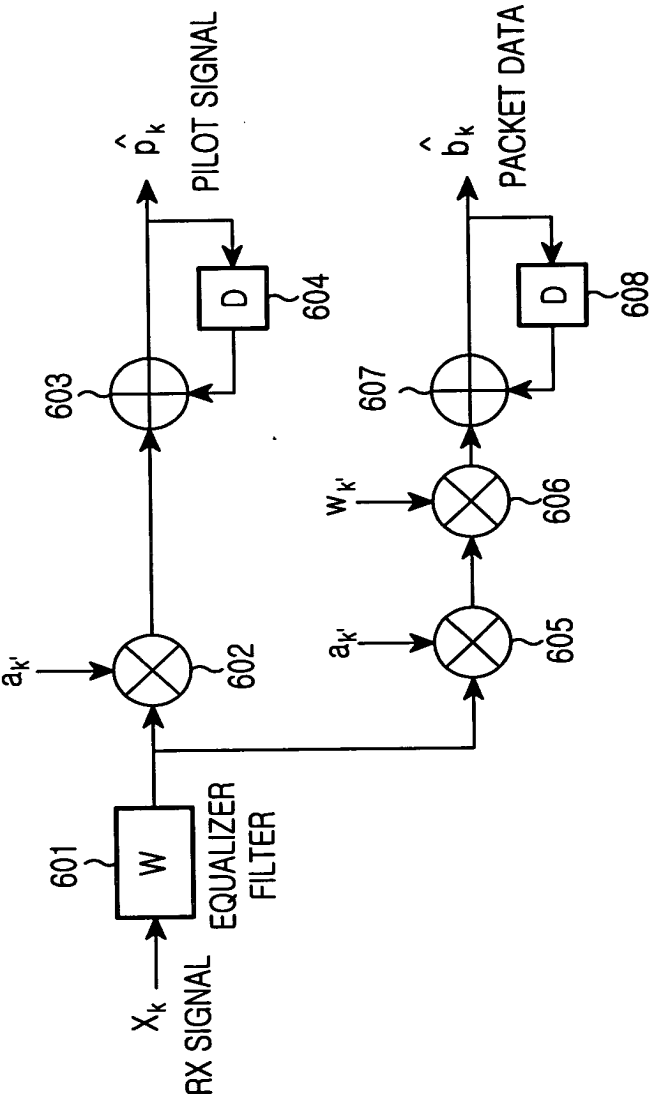 X_k
RX SIGNAL
601
W
EQUALIZER
FILTER
a_k'
602
603
p̂_k
PILOT SIGNAL
D
604
a_k'
605
w_k'
606
607
b̂_k
PACKET DATA
D
608